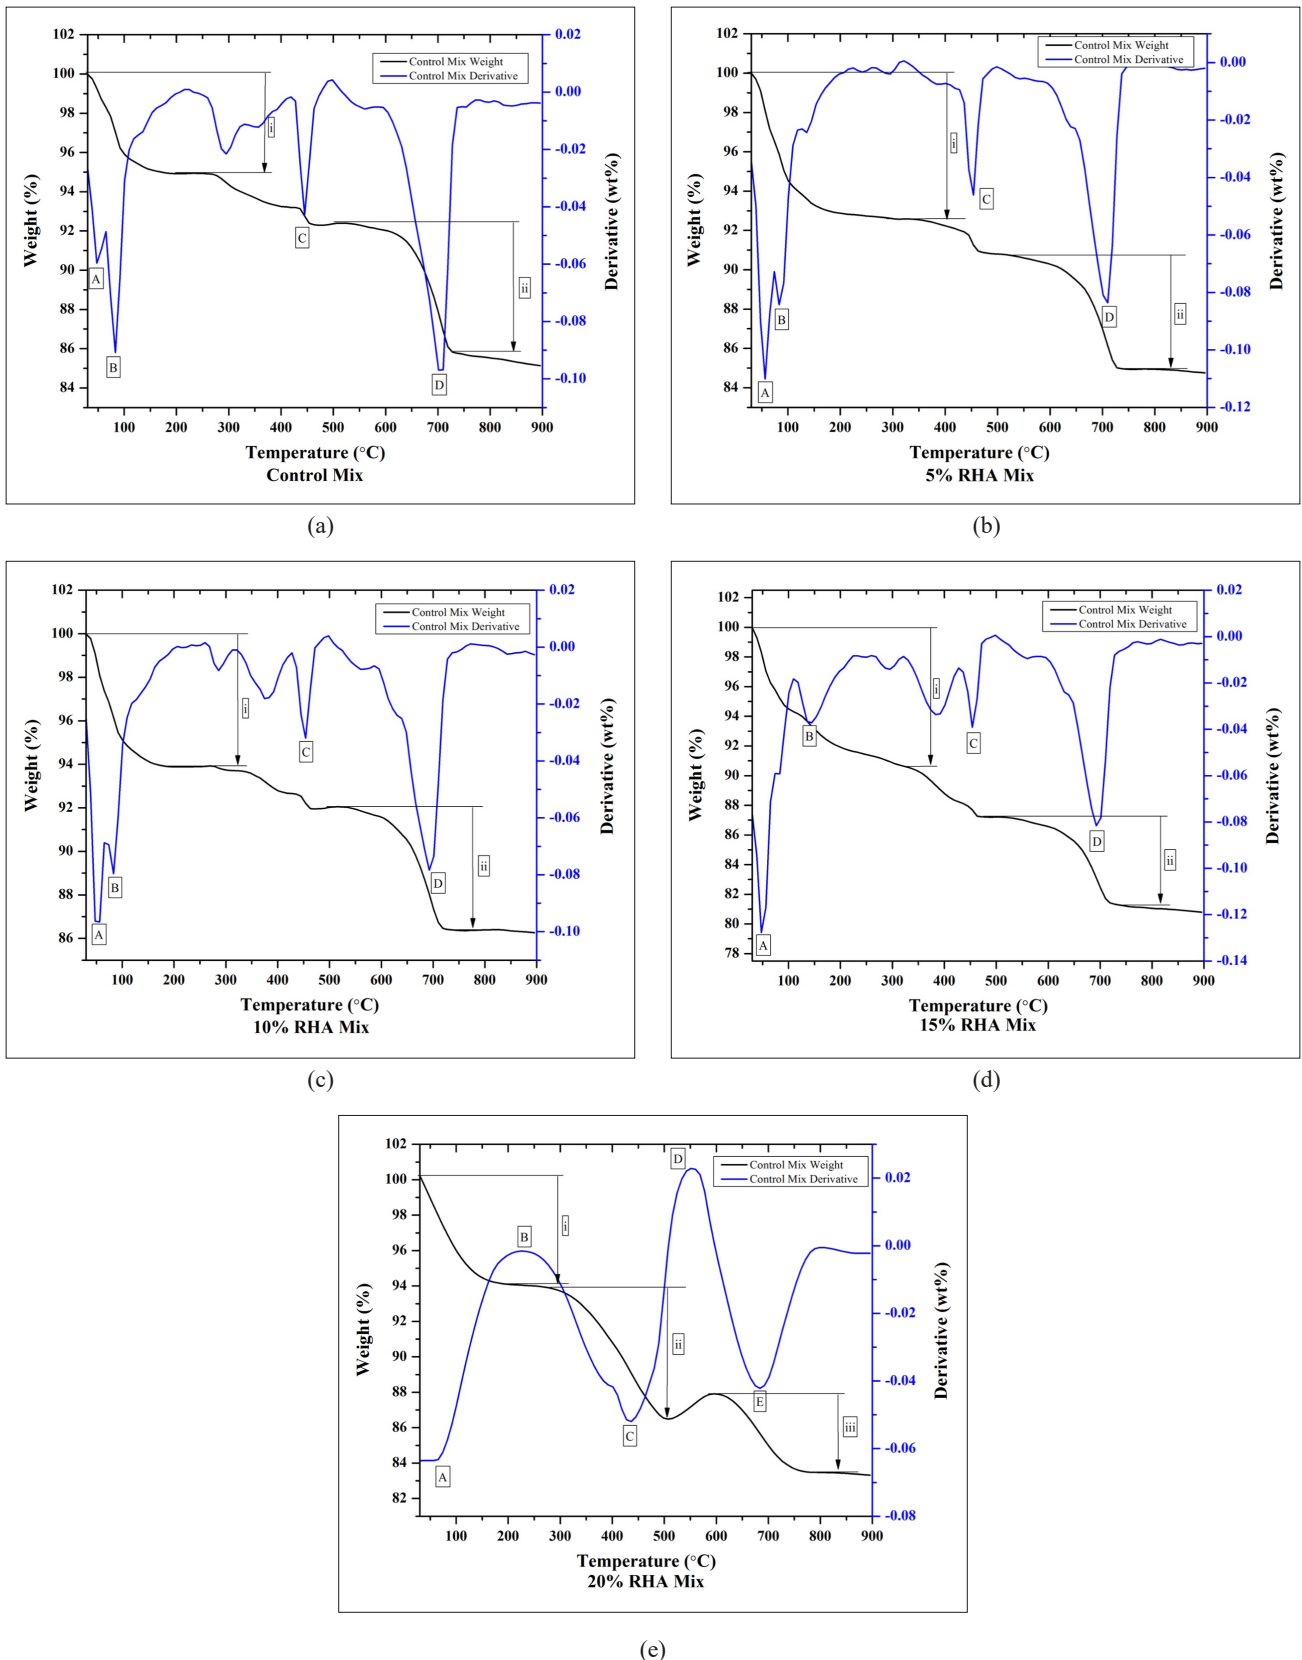 102
100
98
96
94
92
90
88
86
84
Weight (%)
0.02
0.00
-0.02
-0.04
-0.06
-0.08
-0.10
Derivative (wt%)
Control Mix Weight
Control Mix Derivative
i
ii
A
B
C
D
100 200 300 400 500 600 700 800 900
Temperature (°C)
Control Mix
(a)
102
100
98
96
94
92
90
88
86
84
Weight (%)
0.00
-0.02
-0.04
-0.06
-0.08
-0.10
-0.12
Derivative (wt%)
Control Mix Weight
Control Mix Derivative
i
ii
A
B
C
D
100 200 300 400 500 600 700 800 900
Temperature (°C)
5% RHA Mix
(b)
102
100
98
96
94
92
90
88
86
Weight (%)
0.02
0.00
-0.02
-0.04
-0.06
-0.08
-0.10
Derivative (wt%)
Control Mix Weight
Control Mix Derivative
i
ii
A
B
C
D
100 200 300 400 500 600 700 800 900
Temperature (°C)
10% RHA Mix
(c)
102
100
98
96
94
92
90
88
86
84
82
80
78
Weight (%)
0.02
0.00
-0.02
-0.04
-0.06
-0.08
-0.10
-0.12
-0.14
Derivative (wt%)
Control Mix Weight
Control Mix Derivative
i
ii
A
B
C
D
100 200 300 400 500 600 700 800 900
Temperature (°C)
15% RHA Mix
(d)
102
100
98
96
94
92
90
88
86
84
82
Weight (%)
0.02
0.00
-0.02
-0.04
-0.06
-0.08
Derivative (wt%)
Control Mix Weight
Control Mix Derivative
i
ii
iii
A
B
C
D
E
100 200 300 400 500 600 700 800 900
Temperature (°C)
20% RHA Mix
(e)